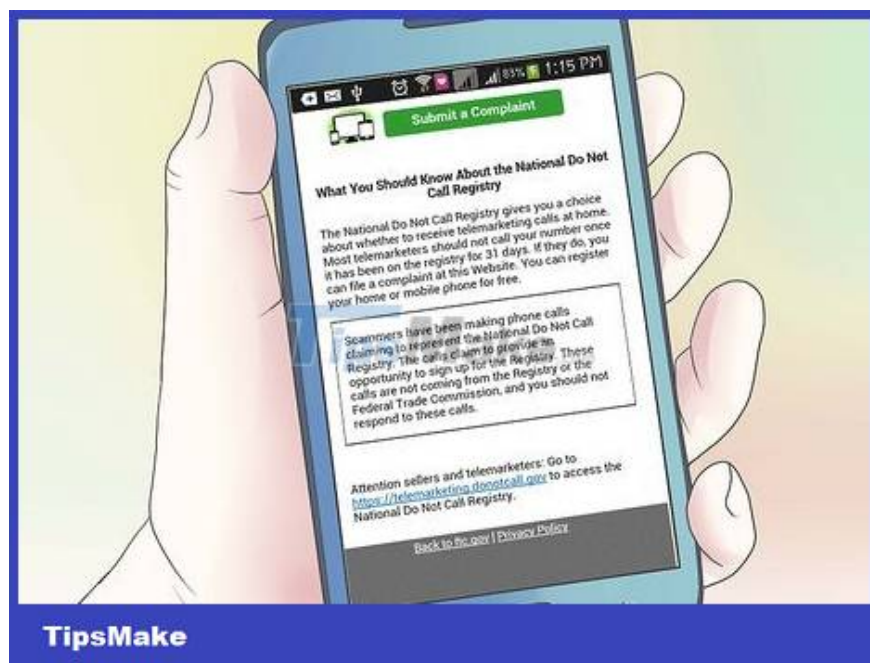 83% 1:15 PM
Submit a Complaint
What You Should Know About the National Do Not
Call Registry
The National Do Not Call Registry gives you a choice
about whether to receive telemarketing calls at home.
Most telemarketers should not call your number once
it has been on the registry for 31 days. If they do, you
can file a complaint at this Website. You can register
your home or mobile phone for free.
Scammers have been making phone calls
claiming to represent the National Do Not Call
Registry. The calls claim to provide an
opportunity to sign up for the Registry. These
calls are not coming from the Registry or the
Federal Trade Commission, and you should not
respond to these calls.
Attention sellers and telemarketers: Go to
https://telemarketing.donotcall.gov to access the
National Do Not Call Registry.
Back to ftc.gov | Privacy Policy
TipsMake
TipsMake